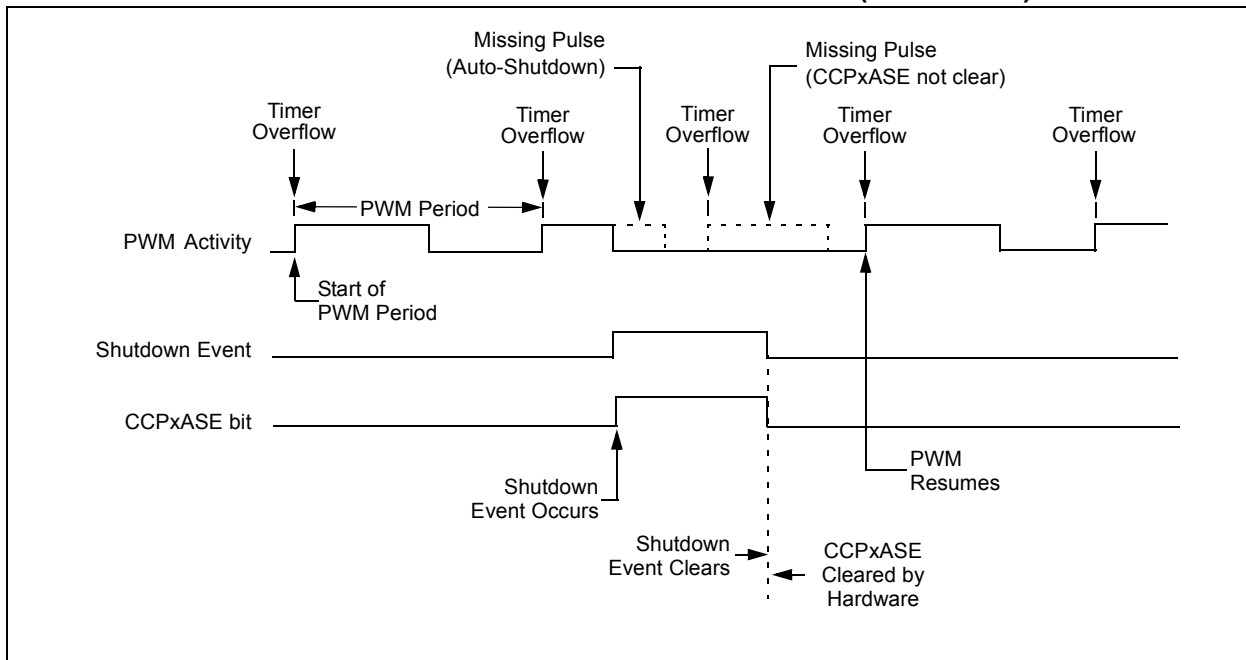 Missing Pulse
(Auto-Shutdown)
Missing Pulse
(CCPxASE not clear)
Timer
Overflow
Timer
Overflow
Timer
Overflow
Timer
Overflow
Timer
Overflow
PWM Period
PWM Activity
Start of
PWM Period
Shutdown Event
CCPxASE bit
Shutdown
Event Occurs
PWM
Resumes
Shutdown
Event Clears
CCPxASE
Cleared by
Hardware